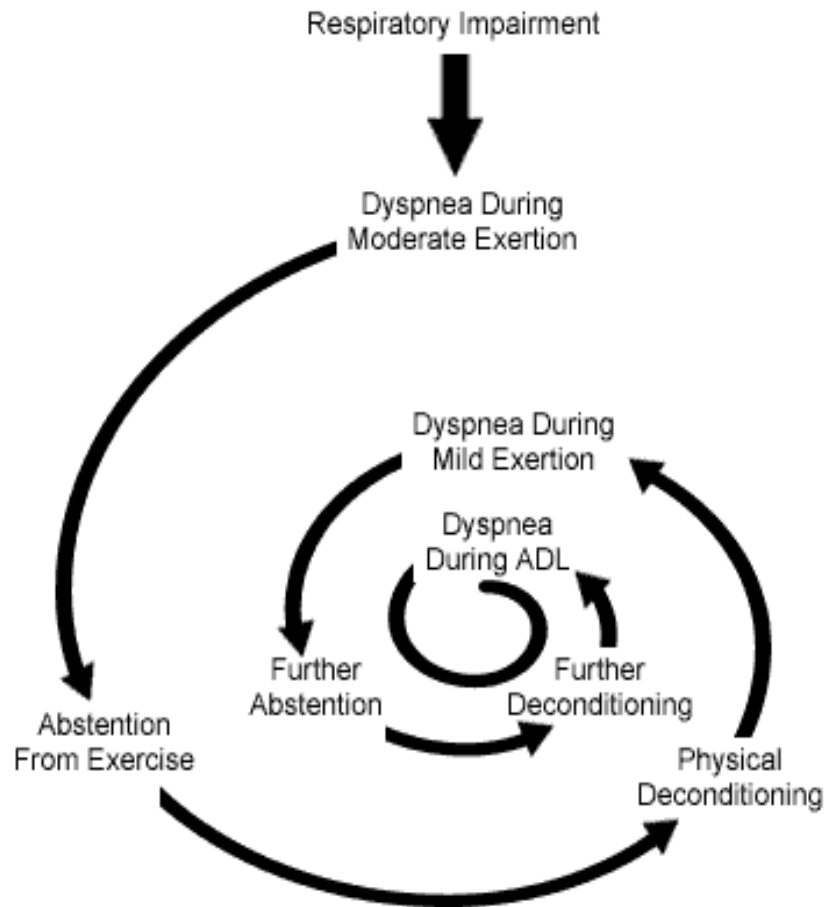 Respiratory Impairment
Dyspnea During
Moderate Exertion
Dyspnea During
Mild Exertion
Dyspnea
During ADL
Further
Abstention
Further
Deconditioning
Abstention
From Exercise
Physical
Deconditioning